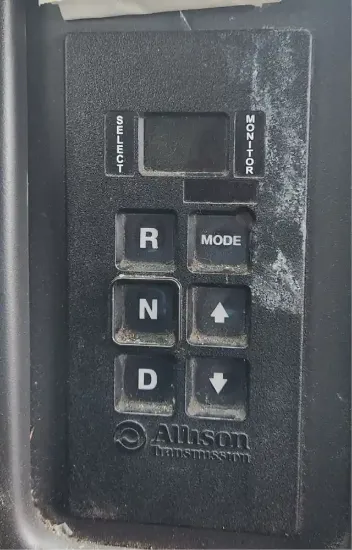 SELECT
MONITOR
R
MODE
N
D
Allison
Transmission